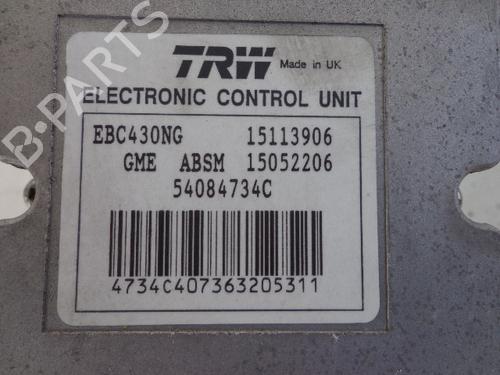 B-PARTS
TRW Made in UK
ELECTRONIC CONTROL UNIT
EBC430NG 15113906
GME ABSM 15052206
54084734C
4734C407363205311